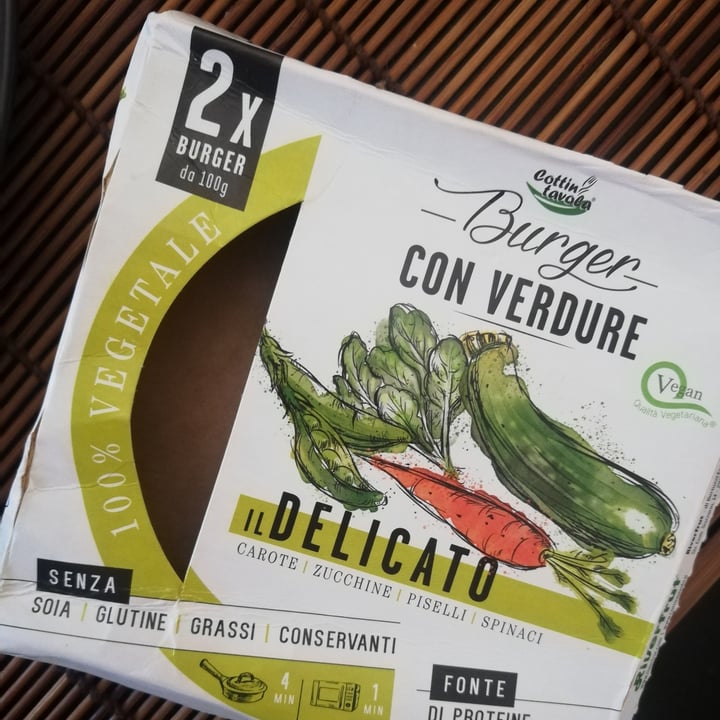 2X
BURGER
da 100g
100% VEGETALE
Cottin
tavola®
Burger
CON VERDURE
Vegan
Qualità Vegetariana®
IL DELICATO
CAROTE | ZUCCHINE | PISELLI | SPINACI
SENZA
SOIA | GLUTINE | GRASSI | CONSERVANTI
4
MIN
1
MIN
FONTE
DI PROTEINE